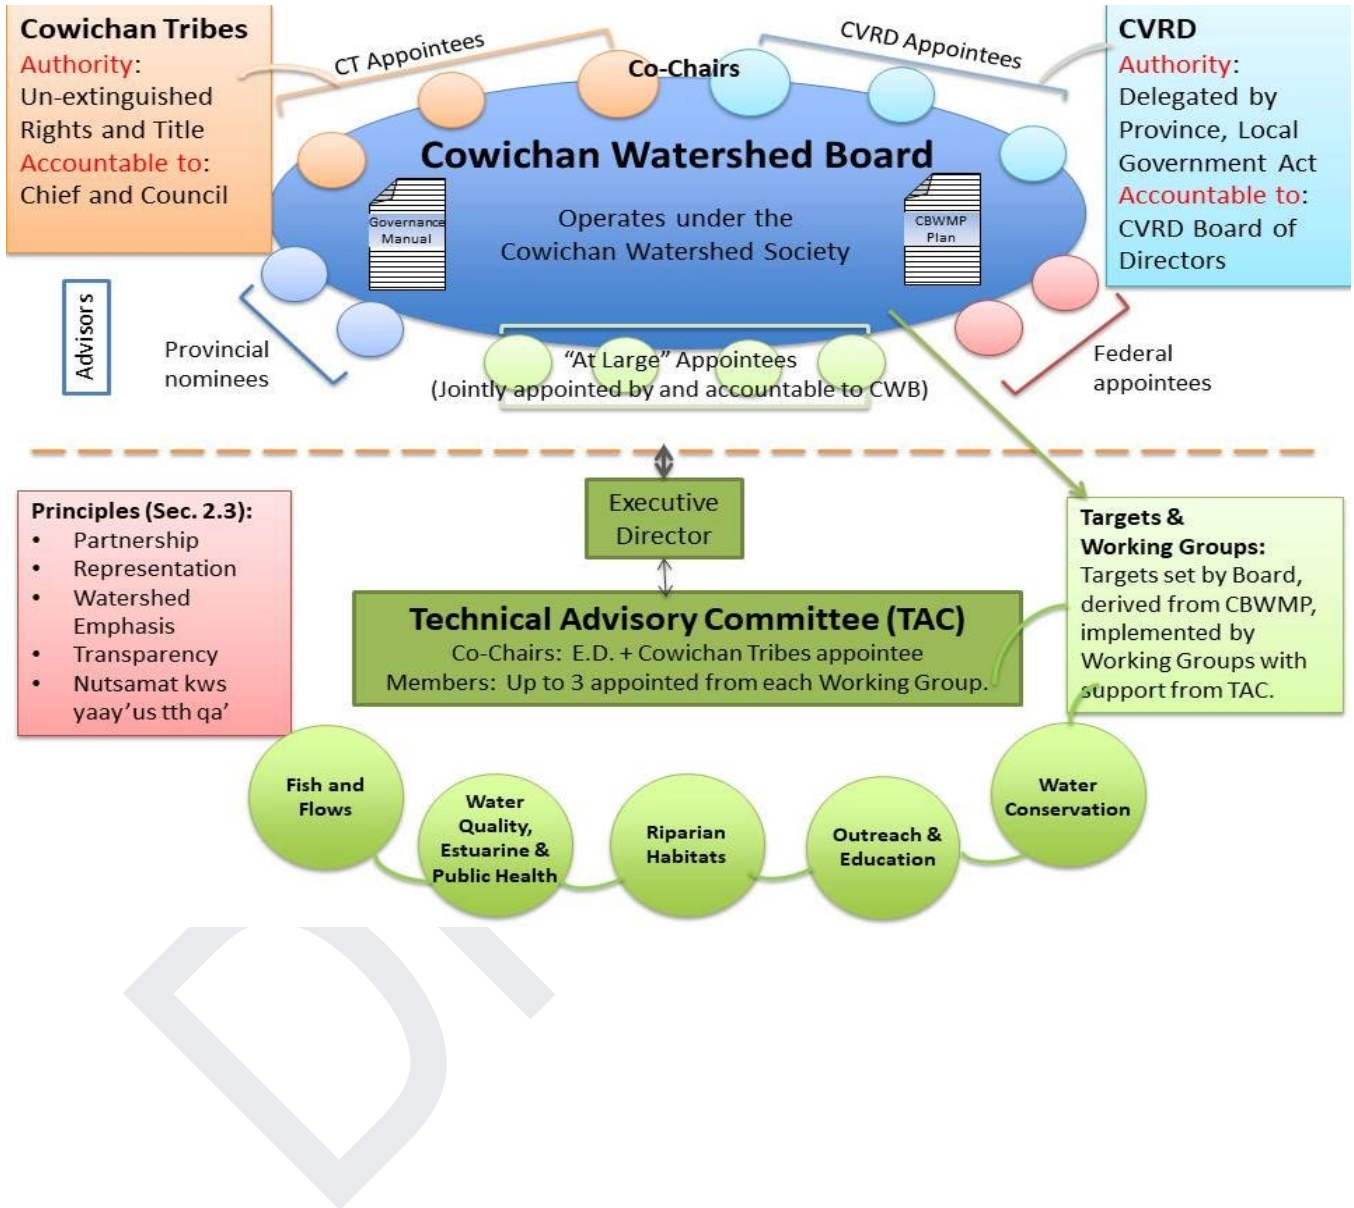 Cowichan Tribes
Authority:
Un-extinguished
Rights and Title
Accountable to:
Chief and Council
CT Appointees
Co-Chairs
CVRD Appointees
CVRD
Authority:
Delegated by
Province, Local
Government Act
Accountable to:
CVRD Board of
Directors
Cowichan Watershed Board
Operates under the
Cowichan Watershed Society
Governance
Manual
CBWMP
Plan
Advisors
Provincial
nominees
“At Large” Appointees
(Jointly appointed by and accountable to CWB)
Federal
appointees
Executive
Director
Principles (Sec. 2.3):
• Partnership
• Representation
• Watershed
Emphasis
• Transparency
• Nutsamat kws
yaay’us tth qa’
Technical Advisory Committee (TAC)
Co-Chairs: E.D. + Cowichan Tribes appointee
Members: Up to 3 appointed from each Working Group.
Targets &
Working Groups:
Targets set by Board,
derived from CBWMP,
implemented by
Working Groups with
support from TAC.
Fish and
Flows
Water
Quality,
Estuarine &
Public Health
Riparian
Habitats
Outreach &
Education
Water
Conservation